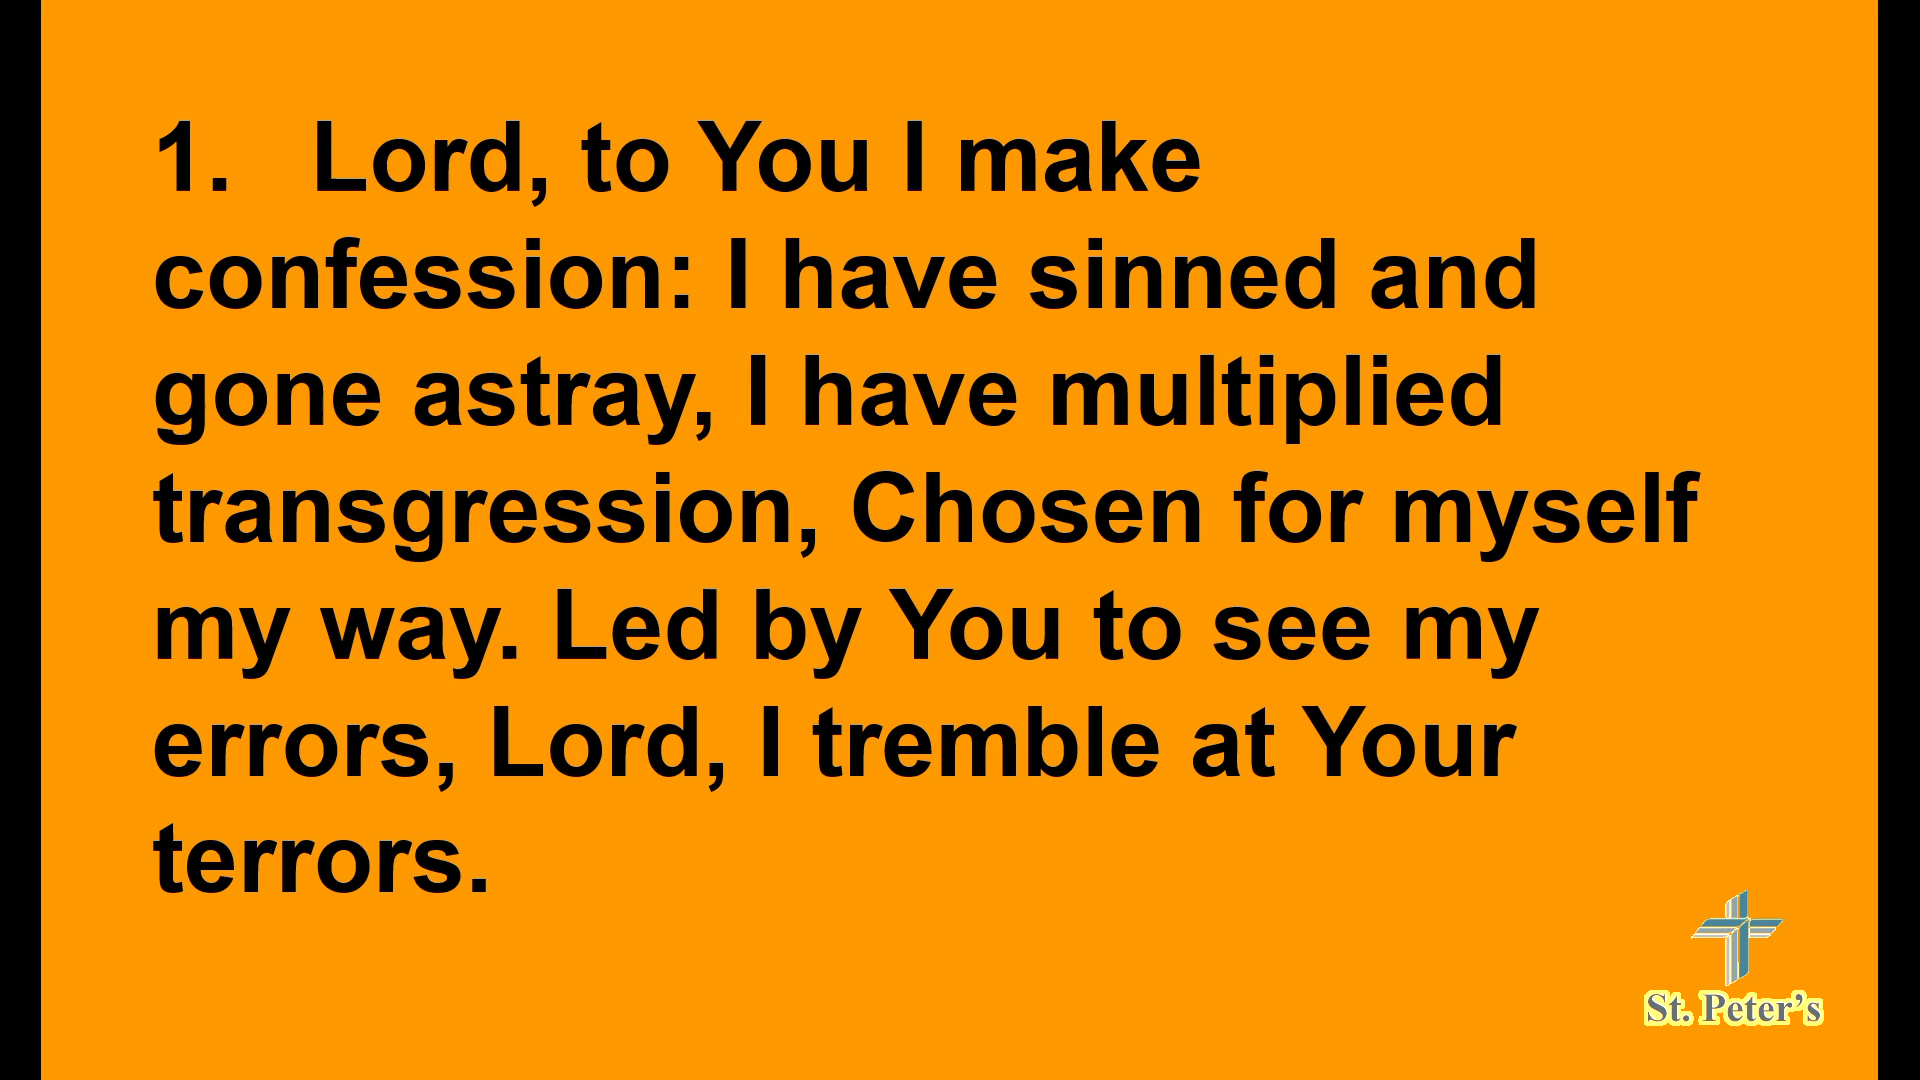 1. Lord, to You I make
confession: I have sinned and
gone astray, I have multiplied
transgression, Chosen for myself
my way. Led by You to see my
errors, Lord, I tremble at Your
terrors.
St. Peter’s